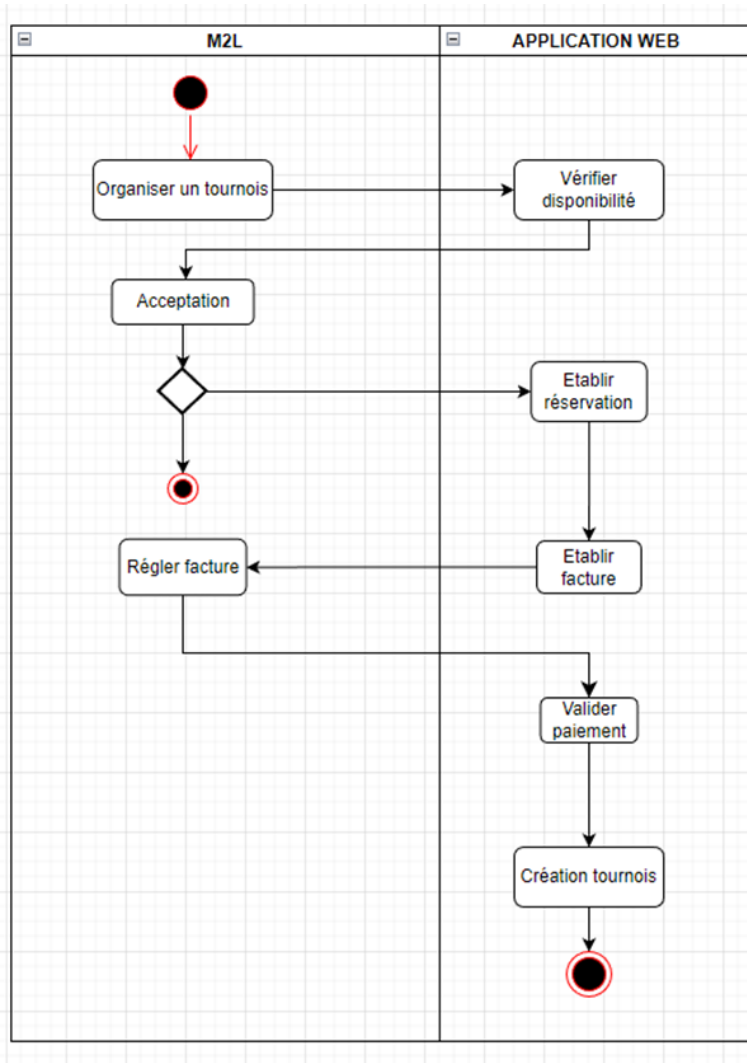 M2L
APPLICATION WEB
Organiser un tournois
Vérifier
disponibilité
Acceptation
Etablir
réservation
Régler facture
Etablir
facture
Valider
paiement
Création tournois